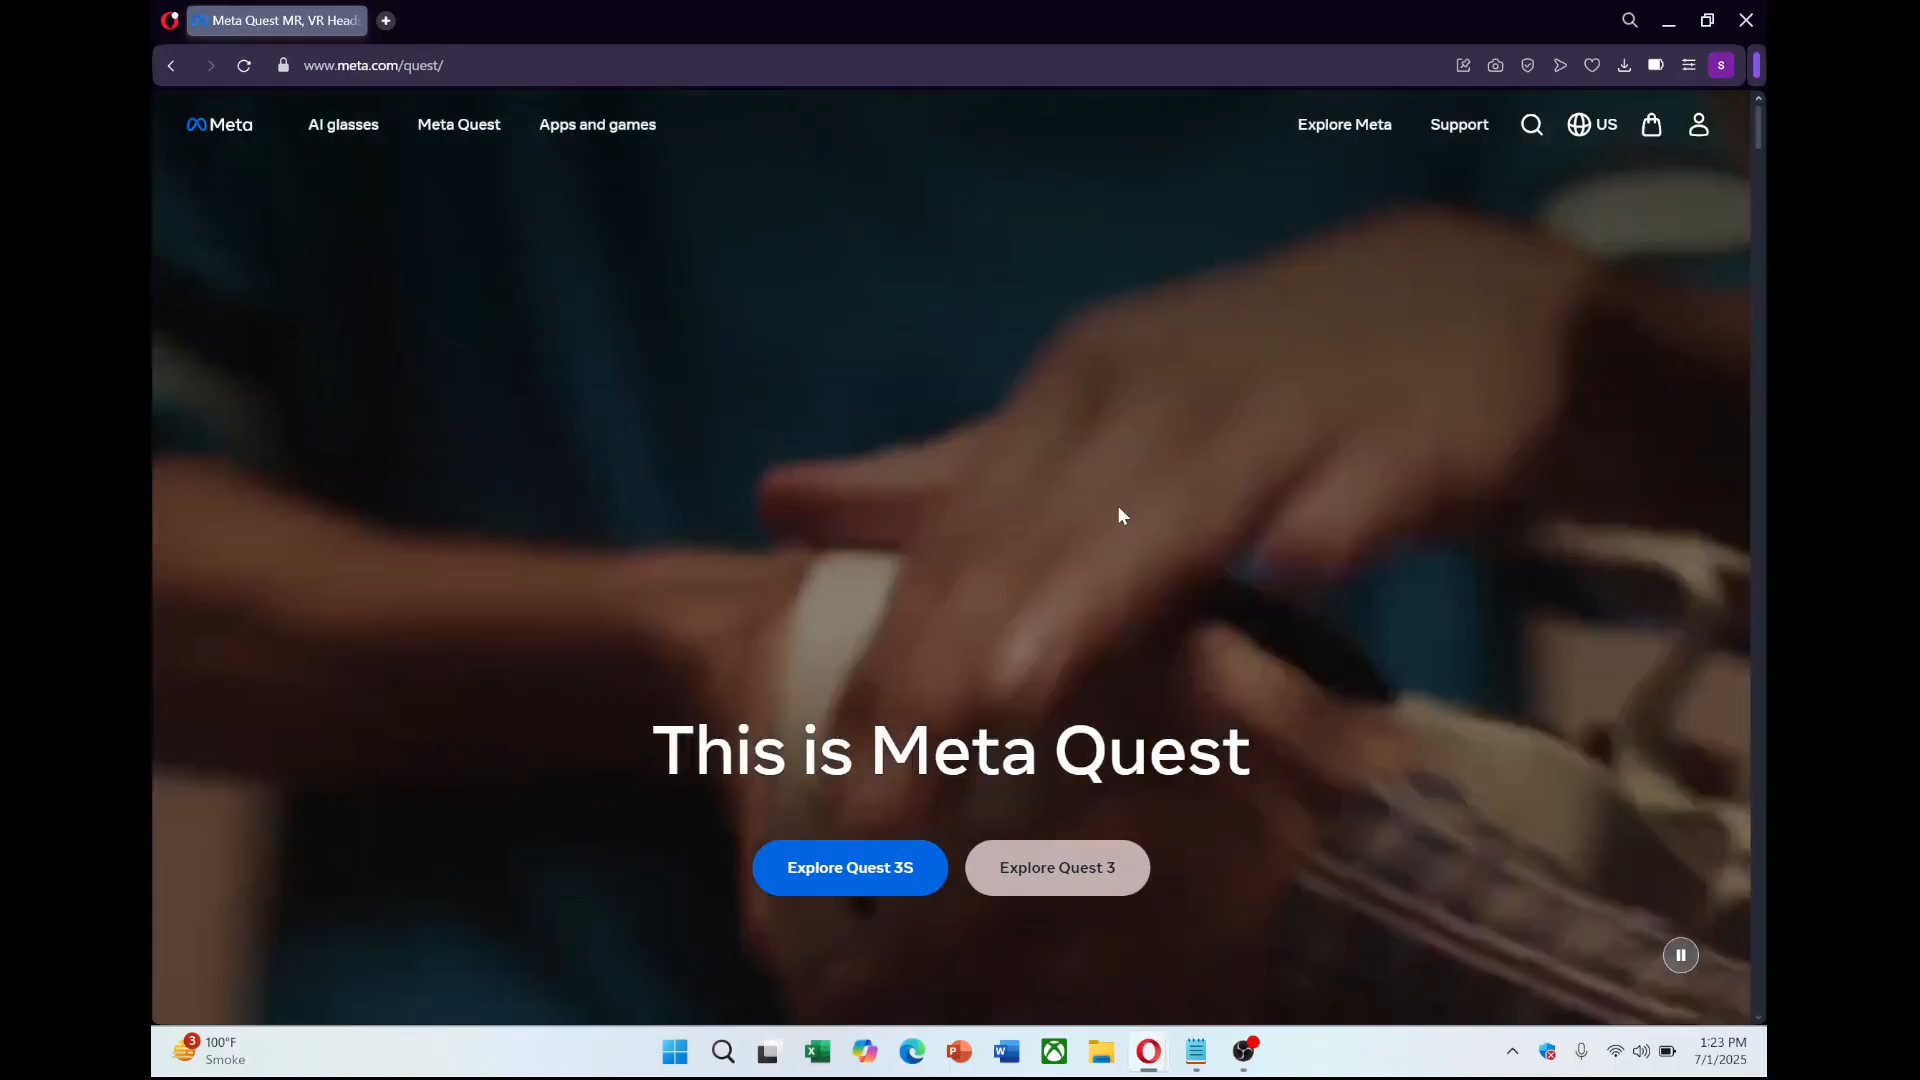 Meta Quest MR, VR Head
www.meta.com/quest/
S
Meta
AI glasses
Meta Quest
Apps and games
Explore Meta
Support
US
This is Meta Quest
Explore Quest 3S
Explore Quest 3
3
100°F
Smoke
1:23 PM
7/1/2025